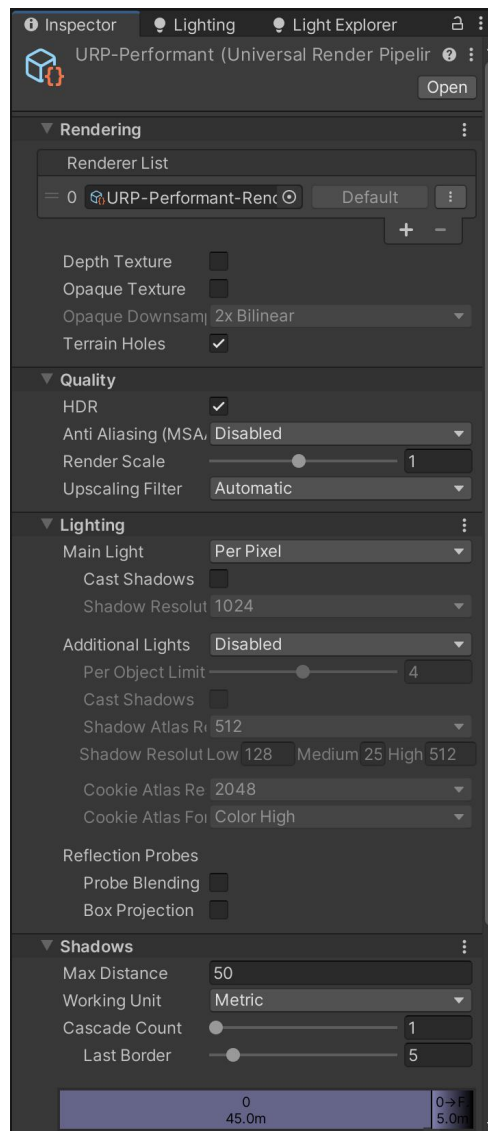 Inspector Lighting Light Explorer
URP-Performant (Universal Render Pipelin
Open
Rendering
Renderer List
0 URP-Performant-Rend Default
Depth Texture
Opaque Texture
Opaque Downsam 2x Bilinear
Terrain Holes
Quality
HDR
Anti Aliasing (MSA Disabled
Render Scale 1
Upscaling Filter Automatic
Lighting
Main Light Per Pixel
Cast Shadows
Shadow Resolut 1024
Additional Lights Disabled
Per Object Limit 4
Cast Shadows
Shadow Atlas R 512
Shadow Resolut Low 128 Medium 25 High 512
Cookie Atlas Re 2048
Cookie Atlas For Color High
Reflection Probes
Probe Blending
Box Projection
Shadows
Max Distance 50
Working Unit Metric
Cascade Count 1
Last Border 5
0 0→F
45.0m 5.0m